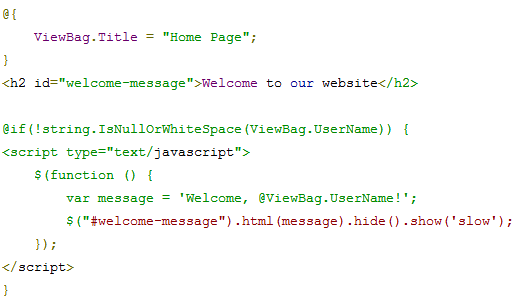 @{
    ViewBag.Title = "Home Page";
}
<h2 id="welcome-message">Welcome to our website</h2>

@if(!string.IsNullOrWhiteSpace(ViewBag.UserName)) {
<script type="text/javascript">
    $(function () {
        var message = 'Welcome, @ViewBag.UserName!';
        $("#welcome-message").html(message).hide().show('slow');
    });
</script>
}